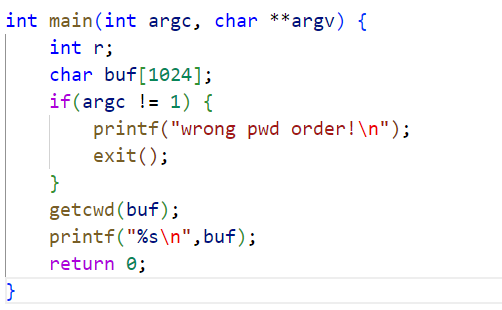 int main(int argc, char **argv) {
    int r;
    char buf[1024];
    if(argc != 1) {
        printf("wrong pwd order!\n");
        exit();
    }
    getcwd(buf);
    printf("%s\n",buf);
    return 0;
}